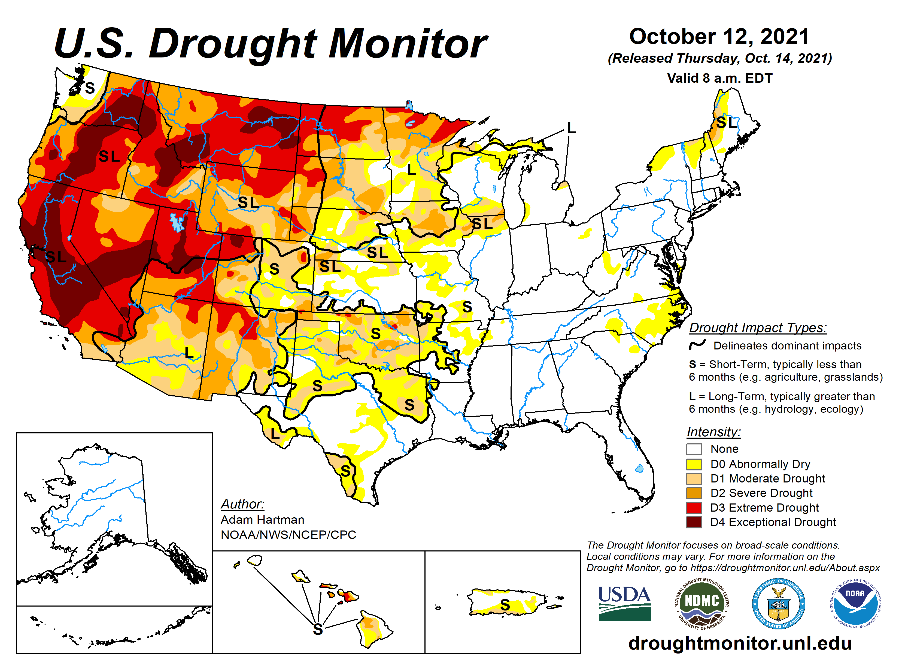 U.S. Drought Monitor
October 12, 2021
(Released Thursday, Oct. 14, 2021)
Valid 8 a.m. EDT
S
SL
L
SL
L
SL
SL
SL
S
SL
SL
S
S
L
S
S
L
S
Drought Impact Types:
Delineates dominant impacts
S = Short-Term, typically less than
6 months (e.g. agriculture, grasslands)
L = Long-Term, typically greater than
6 months (e.g. hydrology, ecology)
Intensity:
None
D0 Abnormally Dry
D1 Moderate Drought
D2 Severe Drought
D3 Extreme Drought
D4 Exceptional Drought
Author:
Adam Hartman
NOAA/NWS/NCEP/CPC
S
S
The Drought Monitor focuses on broad-scale conditions.
Local conditions may vary. For more information on the
Drought Monitor, go to https://droughtmonitor.unl.edu/About.aspx
USDA
NDMC
NOAA
droughtmonitor.unl.edu